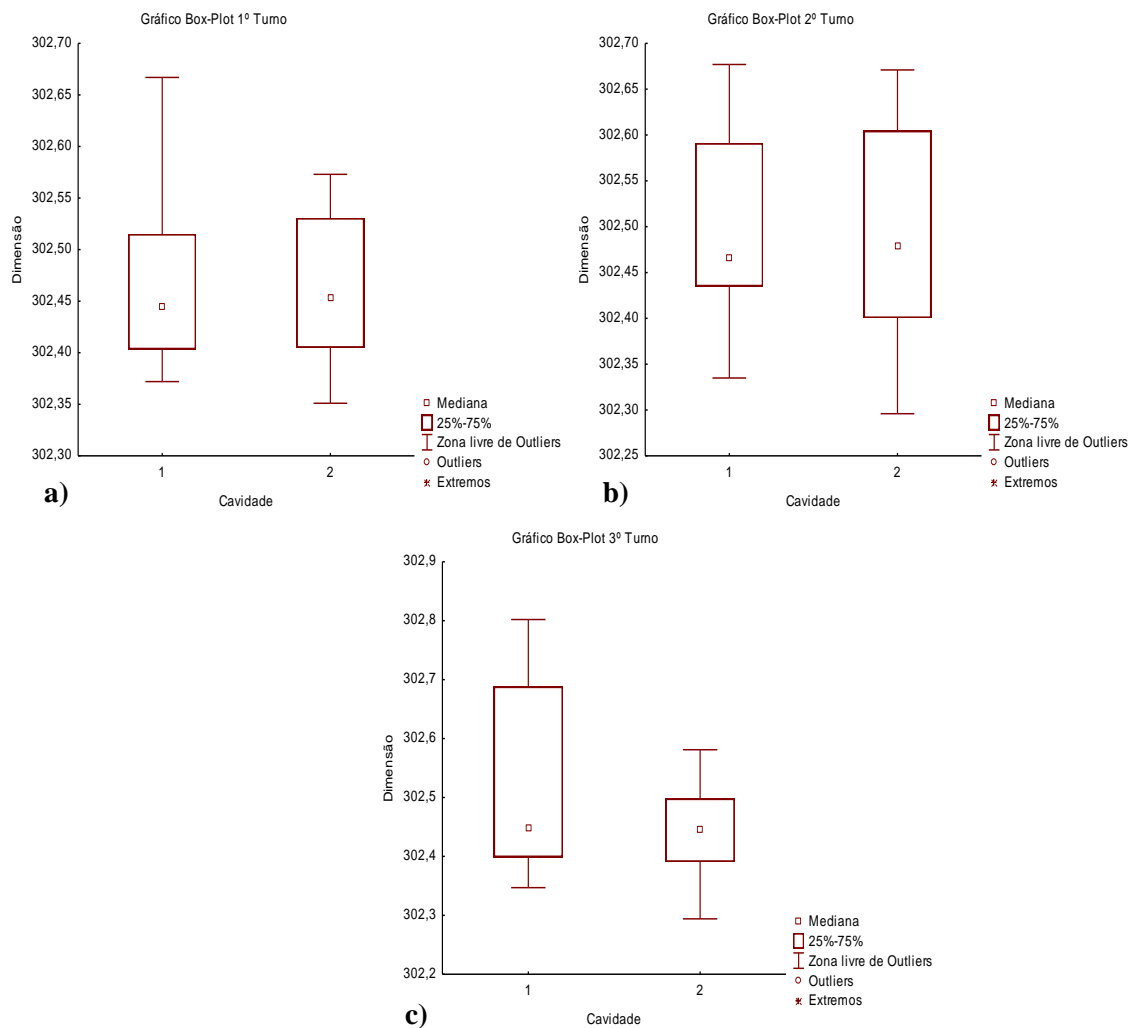 Gráfico Box-Plot 1º Turno
302,70
302,65
302,60
302,55
302,50
302,45
302,40
302,35
302,30
Dimensão
1
2
Cavidade
Mediana
25%-75%
Zona livre de Outliers
Outliers
Extremos
a)
Gráfico Box-Plot 2º Turno
302,70
302,65
302,60
302,55
302,50
302,45
302,40
302,35
302,30
302,25
Dimensão
1
2
Cavidade
Mediana
25%-75%
Zona livre de Outliers
Outliers
Extremos
b)
Gráfico Box-Plot 3º Turno
302,9
302,8
302,7
302,6
302,5
302,4
302,3
302,2
Dimensão
1
2
Cavidade
Mediana
25%-75%
Zona livre de Outliers
Outliers
Extremos
c)